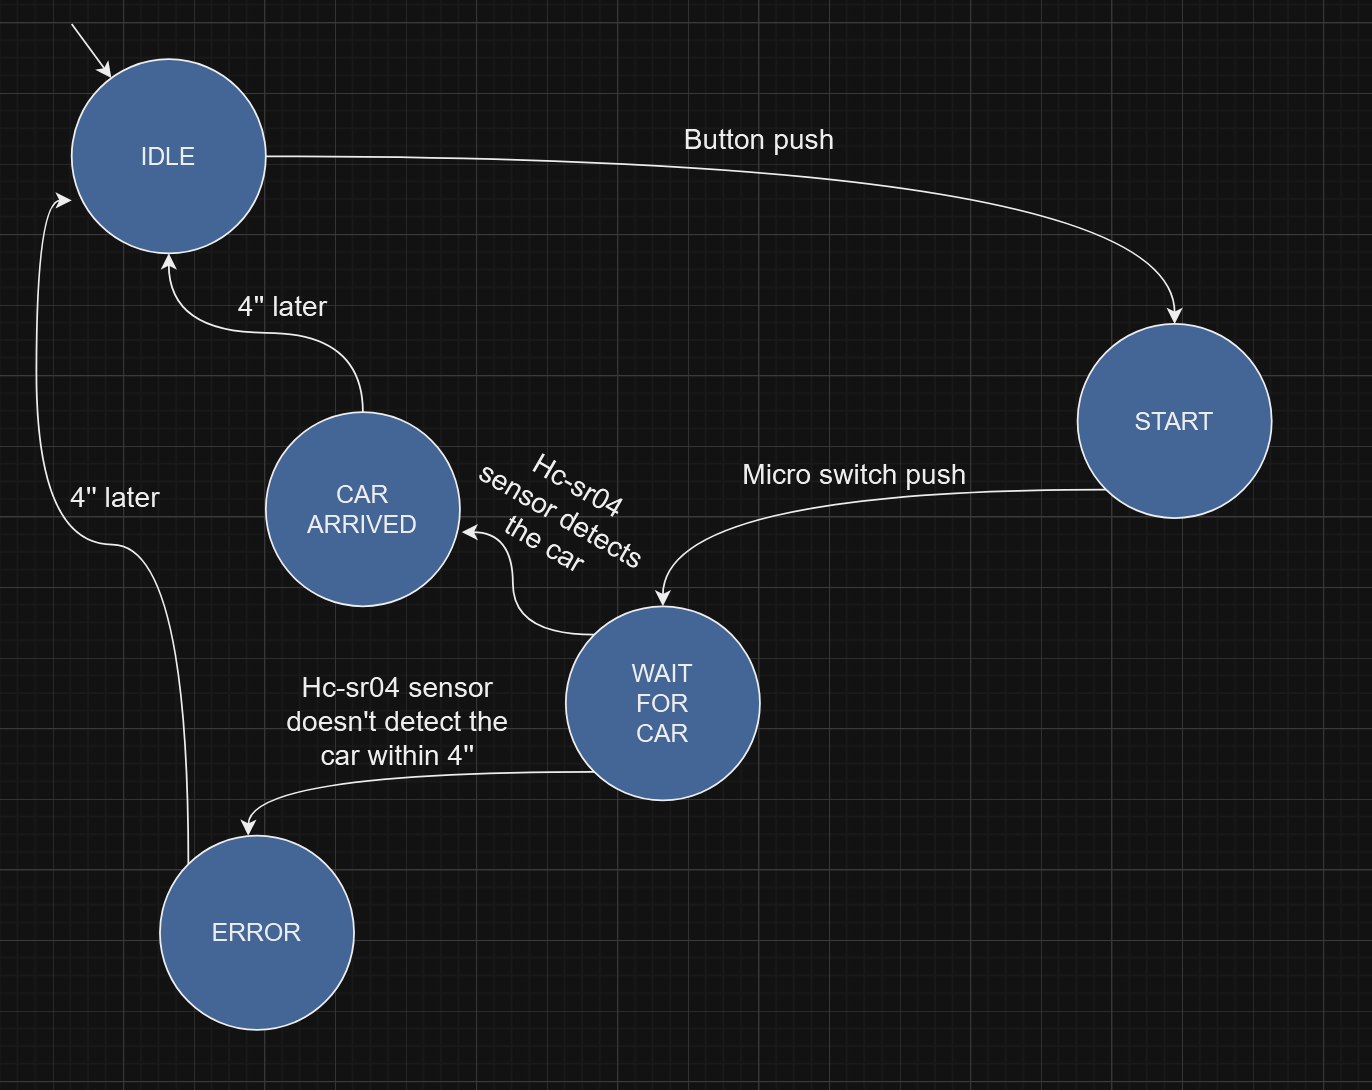 Button push
IDLE
4'' later
START
Micro switch push
Hc-sr04
sensor detects
the car
CAR
ARRIVED
4'' later
WAIT
FOR
CAR
Hc-sr04 sensor
doesn't detect the
car within 4''
ERROR